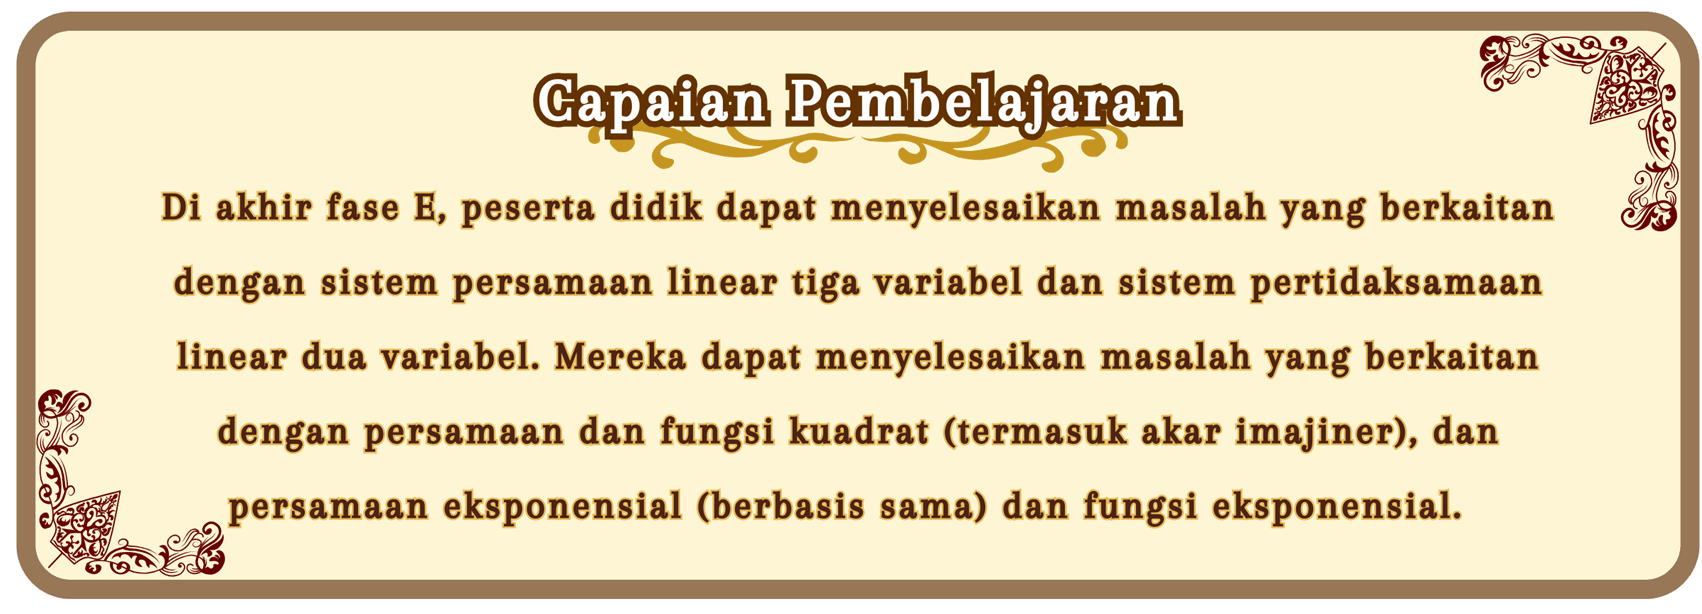 Capaian Pembelajaran
Di akhir fase E, peserta didik dapat menyelesaikan masalah yang berkaitan
dengan sistem persamaan linear tiga variabel dan sistem pertidaksamaan
linear dua variabel. Mereka dapat menyelesaikan masalah yang berkaitan
dengan persamaan dan fungsi kuadrat (termasuk akar imajiner), dan
persamaan eksponensial (berbasis sama) dan fungsi eksponensial.